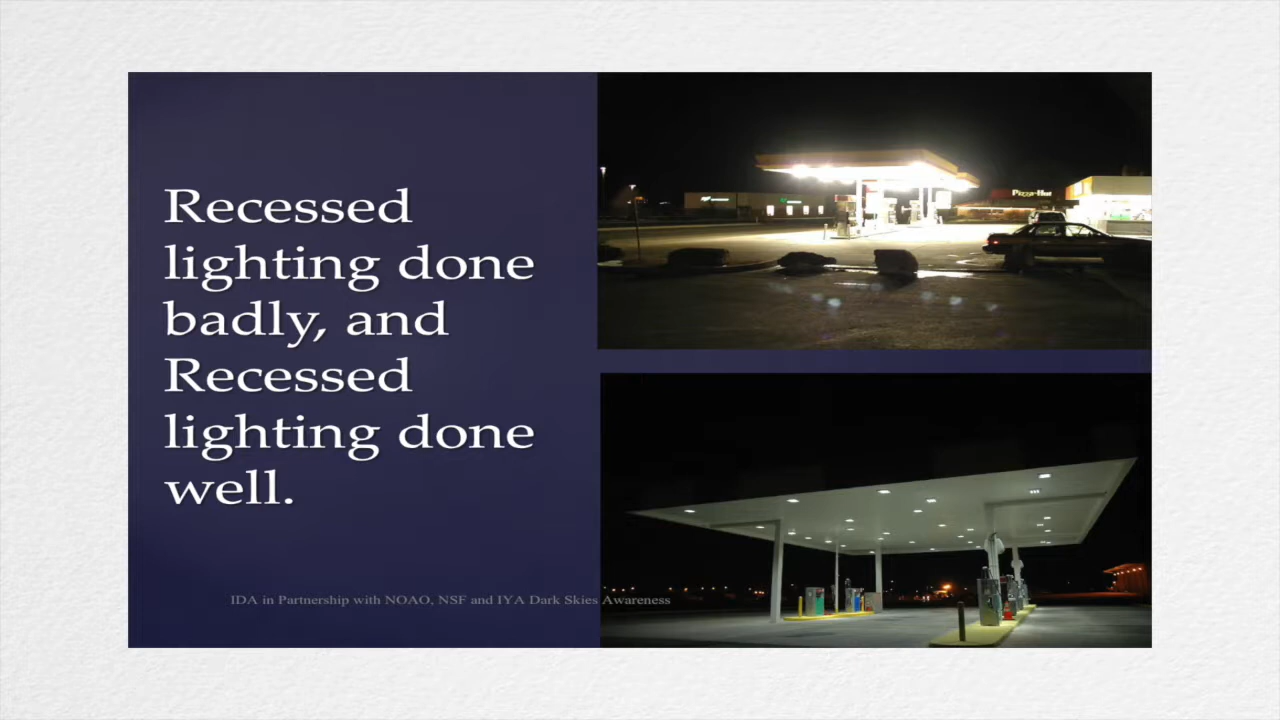 Recessed
lighting done
badly, and
Recessed
lighting done
well.
IDA in Partnership with NOAO, NSF and IYA Dark Skies Awareness
Pizza Hut